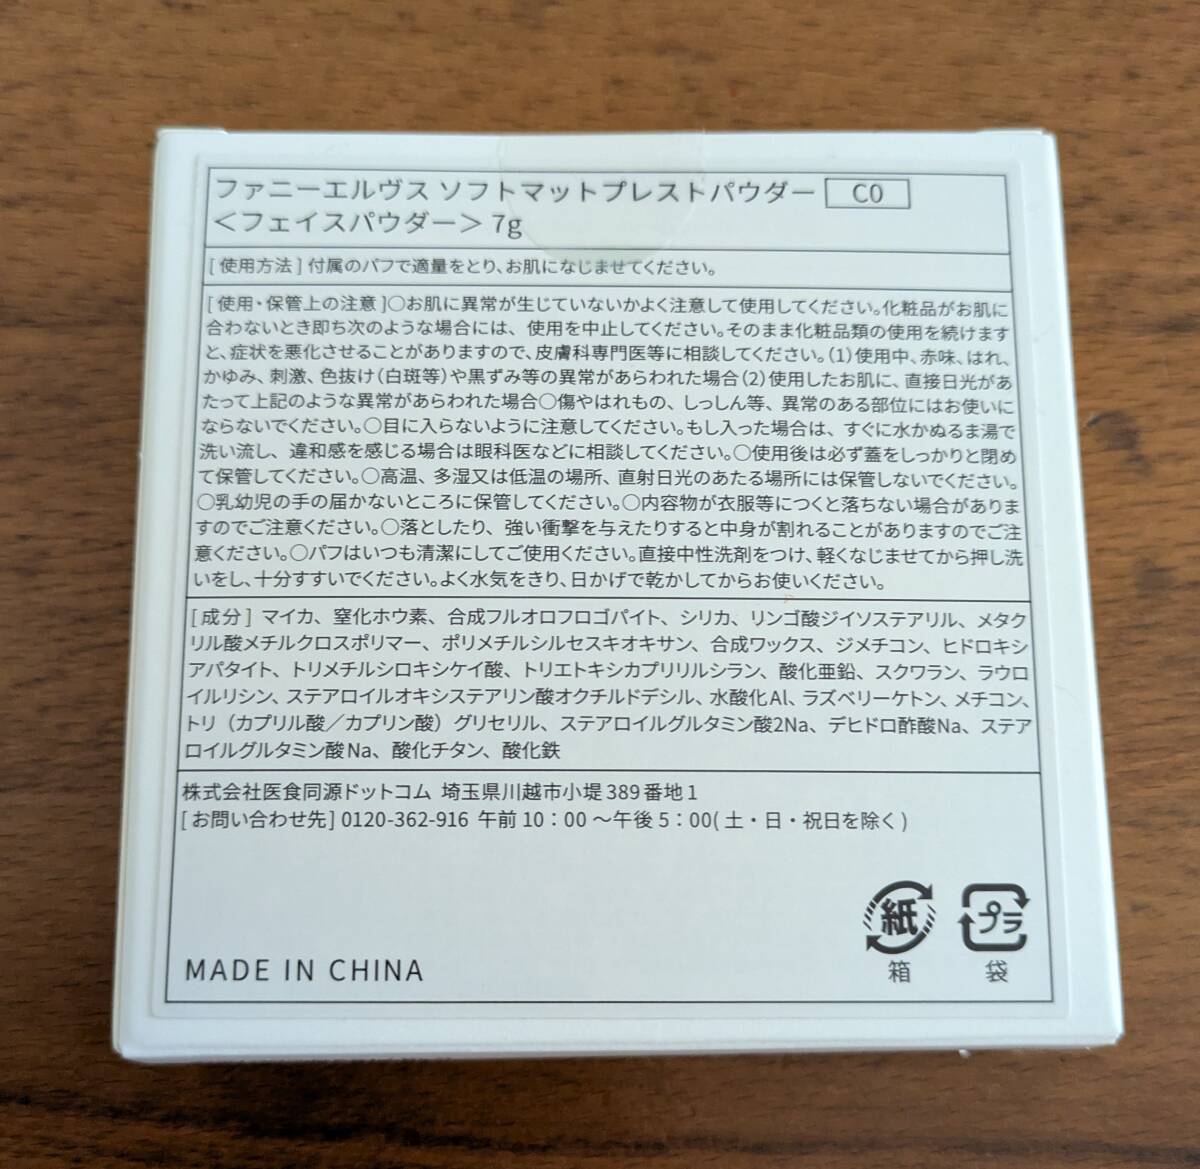 ファニーエルヴス ソフトマットプレストパウダー C0
＜フェイスパウダー＞ 7g
[ 使用方法 ] 付属のパフで適量をとり、お肌になじませてください。
[ 使用・保管上の注意 ]○お肌に異常が生じていないかよく注意して使用してください。化粧品がお肌に
合わないとき即ち次のような場合には、使用を中止してください。そのまま化粧品類の使用を続けます
と、症状を悪化させることがありますので、皮膚科専門医等に相談してください。(1)使用中、赤味、はれ、
かゆみ、刺激、色抜け（白斑等）や黒ずみ等の異常があらわれた場合(2)使用したお肌に、直接日光があ
たって上記のような異常があらわれた場合○傷やはれもの、しっしん等、異常のある部位にはお使いに
ならないでください。○目に入らないように注意してください。もし入った場合は、すぐに水かぬるま湯で
洗い流し、違和感を感じる場合は眼科医などに相談してください。○使用後は必ず蓋をしっかりと閉め
て保管してください。○高温、多湿又は低温の場所、直射日光のあたる場所には保管しないでください。
○乳幼児の手の届かないところに保管してください。○内容物が衣服等につくと落ちない場合がありま
すのでご注意ください。○落としたり、強い衝撃を与えたりすると中身が割れることがありますのでご注
意ください。○パフはいつも清潔にしてご使用ください。直接中性洗剤をつけ、軽くなじませてから押し洗
いをし、十分すすいでください。よく水気をきり、日かげで乾かしてからお使いください。
[ 成分 ] マイカ、窒化ホウ素、合成フルオロフロゴパイト、シリカ、リンゴ酸ジイソステアリル、メタク
リル酸メチルクロスポリマー、ポリメチルシルセスキオキサン、合成ワックス、ジメチコン、ヒドロキシ
アパタイト、トリメチルシロキシケイ酸、トリエトキシカプリリルシラン、酸化亜鉛、スクワラン、ラウロ
イルリシン、ステアロイルオキシステアリン酸オクチルドデシル、水酸化Al、ラズベリーケトン、メチコン、
トリ（カプリル酸／カプリン酸）グリセリル、ステアロイルグルタミン酸2Na、デヒドロ酢酸Na、ステア
ロイルグルタミン酸Na、酸化チタン、酸化鉄
株式会社医食同源ドットコム 埼玉県川越市小堤389番地1
[ お問い合わせ先 ] 0120-362-916 午前 10：00 〜午後 5：00( 土・日・祝日を除く )
紙 プラ
箱 袋
MADE IN CHINA